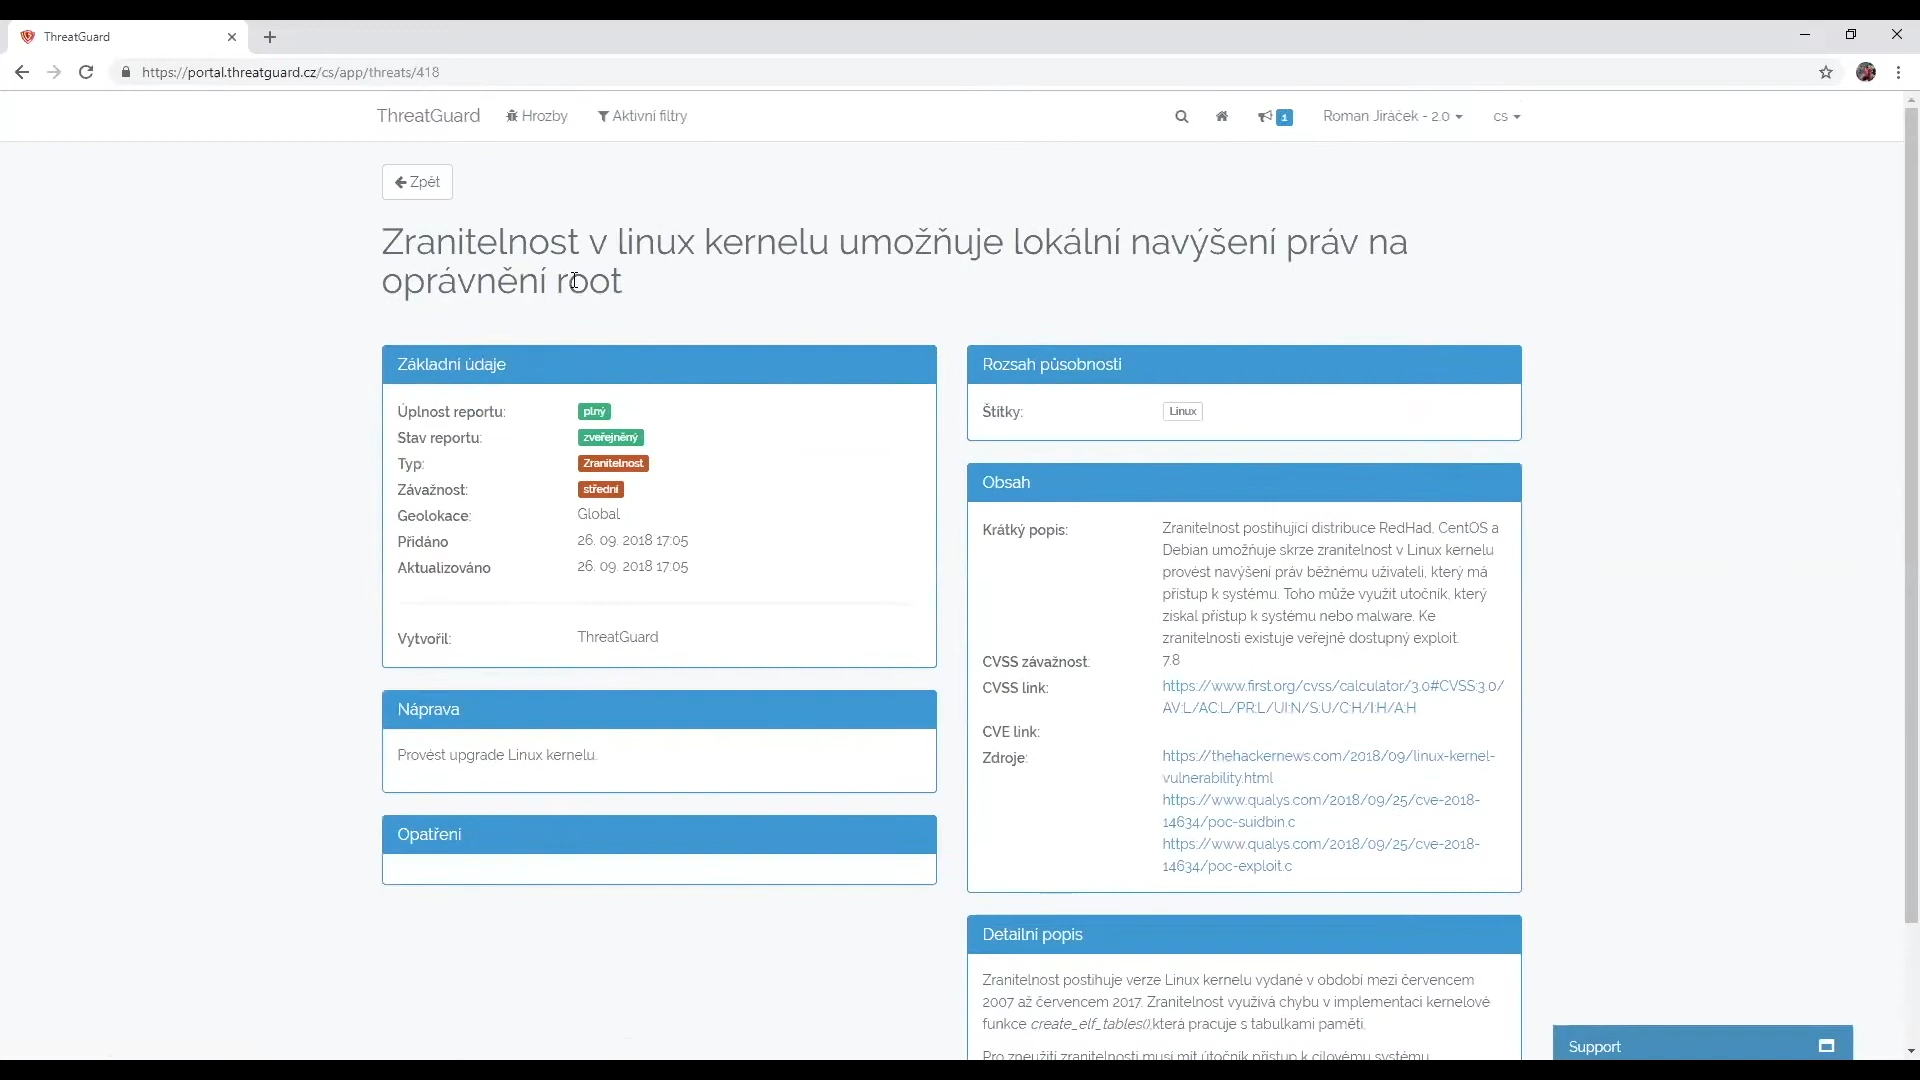 ThreatGuard
https://portal.threatguard.cz/cs/app/threats/418
ThreatGuard Hrozby Aktivní filtry 1 Roman Jiráček - 2.0 cs
Zpět
Zranitelnost v linux kernelu umožňuje lokální navýšení práv na
oprávnění root
Základní údaje
Úplnost reportu: plný
Stav reportu: zveřejněný
Typ: Zranitelnost
Závažnost: střední
Geolokace: Global
Přidáno 26. 09. 2018 17:05
Aktualizováno 26. 09. 2018 17:05
Vytvořil: ThreatGuard
Náprava
Provést upgrade Linux kernelu.
Opatření
Rozsah působnosti
Štítky: Linux
Obsah
Krátký popis: Zranitelnost postihující distribuce RedHad, CentOS a
Debian umožňuje skrze zranitelnost v Linux kernelu
provést navýšení práv běžnému uživateli, který má
přístup k systému. Toho může využít utočník, který
získal přístup k systému nebo malware. Ke
zranitelnosti existuje veřejně dostupný exploit.
CVSS závažnost: 7.8
CVSS link: https://www.first.org/cvss/calculator/3.0#CVSS:3.0/
AV:L/AC:L/PR:L/UI:N/S:U/C:H/I:H/A:H
CVE link:
Zdroje: https://thehackernews.com/2018/09/linux-kernel-
vulnerability.html
https://www.qualys.com/2018/09/25/cve-2018-
14634/poc-suidbin.c
https://www.qualys.com/2018/09/25/cve-2018-
14634/poc-exploit.c
Detailní popis
Zranitelnost postihuje verze Linux kernelu vydané v období mezi červencem
2007 až červencem 2017. Zranitelnost využívá chybu v implementaci kernelové
funkce create_elf_tables(),která pracuje s tabulkami paměti.
Pro zneužití zranitelnosti musí mít útočník přístup k cílovému systému.
Support